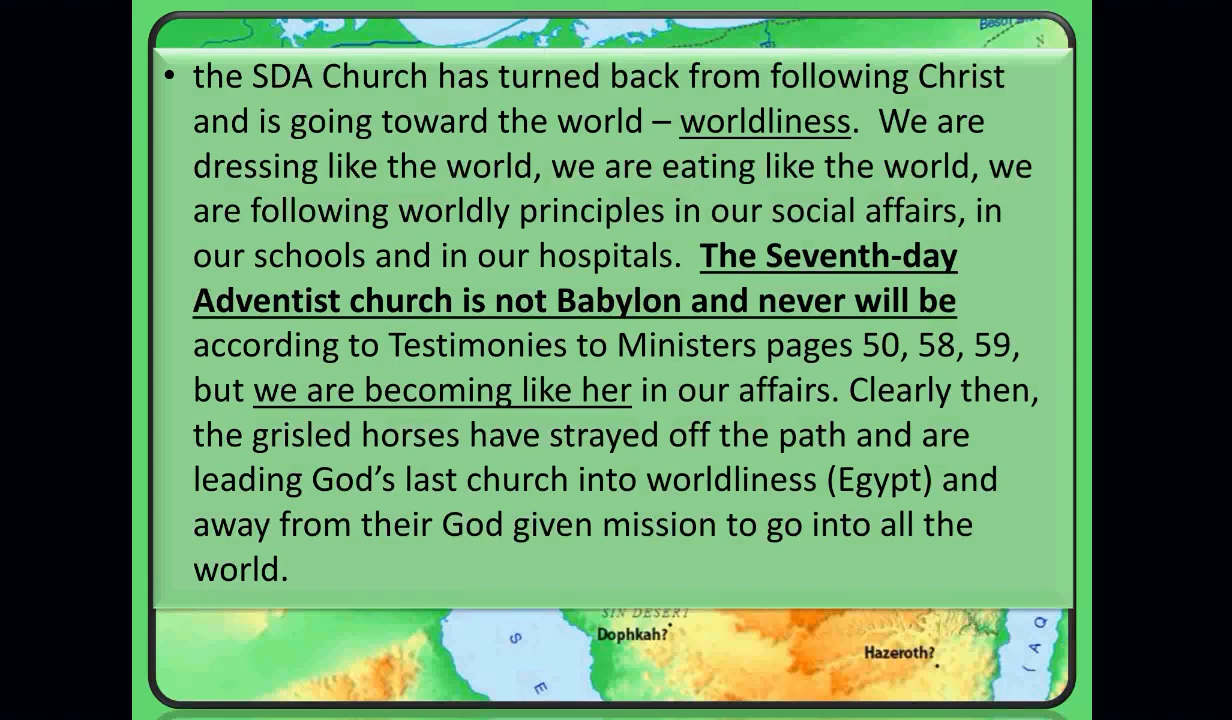 Besor
N
• the SDA Church has turned back from following Christ
and is going toward the world – worldliness.  We are
dressing like the world, we are eating like the world, we
are following worldly principles in our social affairs, in
our schools and in our hospitals.  The Seventh-day
Adventist church is not Babylon and never will be
according to Testimonies to Ministers pages 50, 58, 59,
but we are becoming like her in our affairs. Clearly then,
the grisled horses have strayed off the path and are
leading God’s last church into worldliness (Egypt) and
away from their God given mission to go into all the
world.
SIN DESERT
Dophkah?
Hazeroth?
S
E
A Q